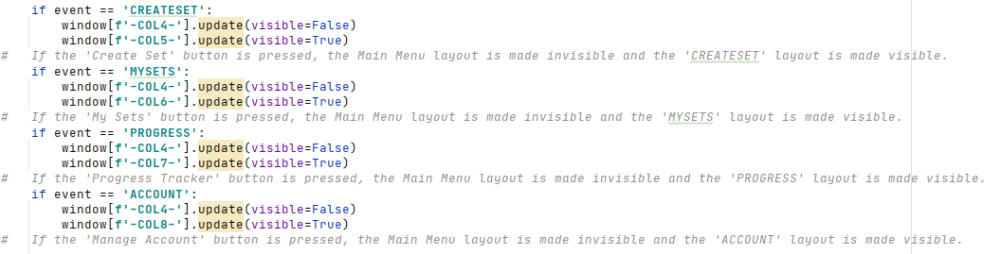 if event == 'CREATESET':
    window[f'-COL4-'].update(visible=False)
    window[f'-COL5-'].update(visible=True)
#   If the 'Create Set' button is pressed, the Main Menu layout is made invisible and the 'CREATESET' layout is made visible.
if event == 'MYSETS':
    window[f'-COL4-'].update(visible=False)
    window[f'-COL6-'].update(visible=True)
#   If the 'My Sets' button is pressed, the Main Menu layout is made invisible and the 'MYSETS' layout is made visible.
if event == 'PROGRESS':
    window[f'-COL4-'].update(visible=False)
    window[f'-COL7-'].update(visible=True)
#   If the 'Progress Tracker' button is pressed, the Main Menu layout is made invisible and the 'PROGRESS' layout is made visible.
if event == 'ACCOUNT':
    window[f'-COL4-'].update(visible=False)
    window[f'-COL8-'].update(visible=True)
#   If the 'Manage Account' button is pressed, the Main Menu layout is made invisible and the 'ACCOUNT' layout is made visible.